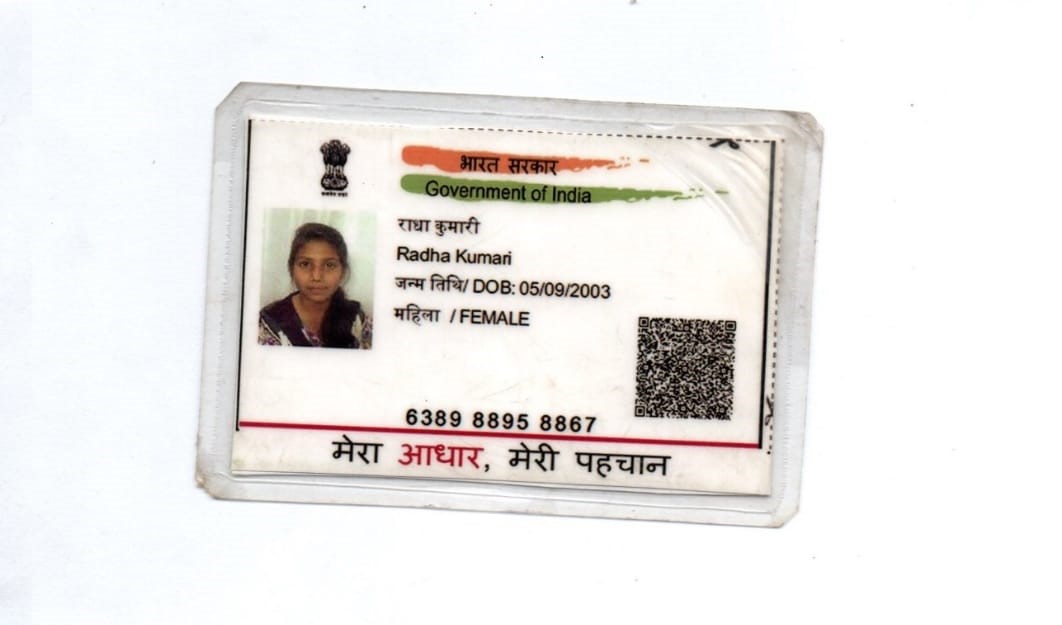 भारत सरकार
Government of India
राधा कुमारी
Radha Kumari
जन्म तिथि/ DOB: 05/09/2003
महिला / FEMALE
6389 8895 8867
मेरा आधार, मेरी पहचान